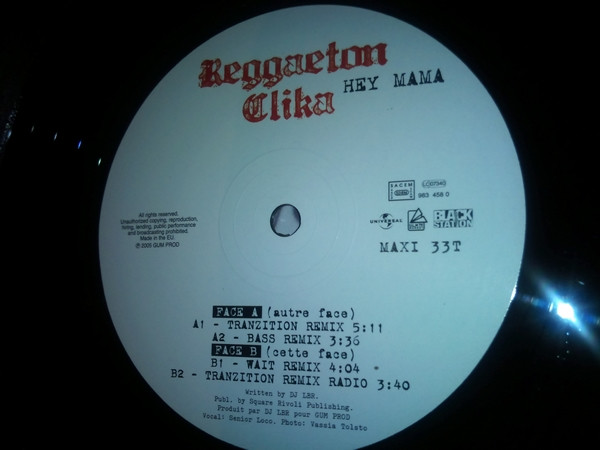 Reggaeton
Clika
HEY MAMA
SACEM
LC07340
983 458 0
UNIVERSAL
BLACK
STATION
MAXI 33T
All rights reserved.
Unauthorized copying, reproduction,
hiring, lending, public performance
and broadcasting prohibited.
Made in the EU.
℗ 2005 GUM PROD
FACE A (autre face)
A1 - TRANZITION REMIX 5:11
A2 - BASS REMIX 3:36
FACE B (cette face)
B1 - WAIT REMIX 4:04
B2 - TRANZITION REMIX RADIO 3:40
Written by DJ LBR.
Publ. by Square Rivoli Publishing.
Produit par DJ LBR pour GUM PROD
Vocal: Senior Loco. Photo: Vassia Tolsto